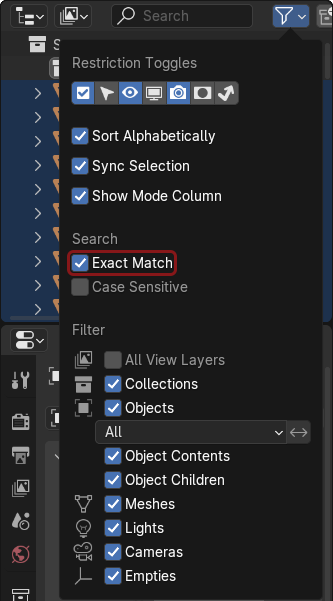 Search
S
Restriction Toggles
Sort Alphabetically
Sync Selection
Show Mode Column
Search
Exact Match
Case Sensitive
Filter
All View Layers
Collections
Objects
All
Object Contents
Object Children
Meshes
Lights
Cameras
Empties